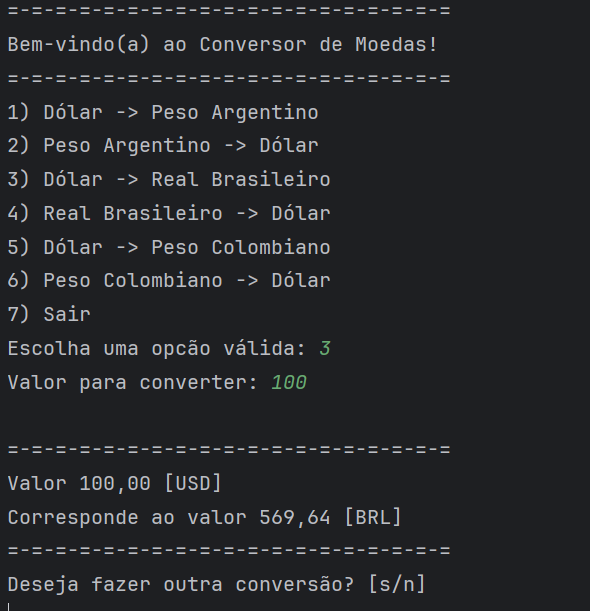 =-=-=-=-=-=-=-=-=-=-=-=-=-=-=-=-=-=-=
Bem-vindo(a) ao Conversor de Moedas!
=-=-=-=-=-=-=-=-=-=-=-=-=-=-=-=-=-=-=
1) Dólar -> Peso Argentino
2) Peso Argentino -> Dólar
3) Dólar -> Real Brasileiro
4) Real Brasileiro -> Dólar
5) Dólar -> Peso Colombiano
6) Peso Colombiano -> Dólar
7) Sair
Escolha uma opcão válida: 3
Valor para converter: 100
=-=-=-=-=-=-=-=-=-=-=-=-=-=-=-=-=-=-=
Valor 100,00 [USD]
Corresponde ao valor 569,64 [BRL]
=-=-=-=-=-=-=-=-=-=-=-=-=-=-=-=-=-=-=
Deseja fazer outra conversão? [s/n]